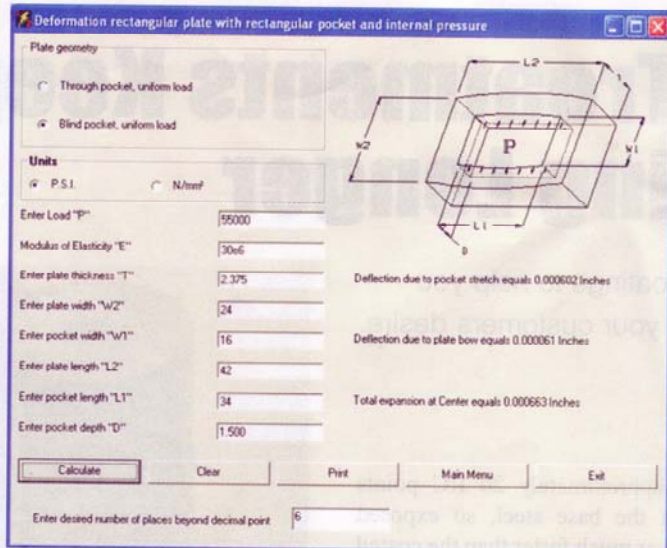 Deformation rectangular plate with rectangular pocket and internal pressure
Plate geometry
Through pocket, uniform load
Blind pocket, uniform load
Units
P.S.I.
N/mm²
Enter Load "P"
55000
Modulus of Elasticity "E"
30e6
Enter plate thickness "T"
2.375
Enter plate width "W2"
24
Enter pocket width "W1"
16
Enter plate length "L2"
42
Enter pocket length "L1"
34
Enter pocket depth "D"
1.500
L2
T
W2
P
W1
L1
D
Deflection due to pocket stretch equals 0.000602 Inches
Deflection due to plate bow equals 0.000061 Inches
Total expansion at Center equals 0.000663 Inches
Calculate
Clear
Print
Main Menu
Exit
Enter desired number of places beyond decimal point
6